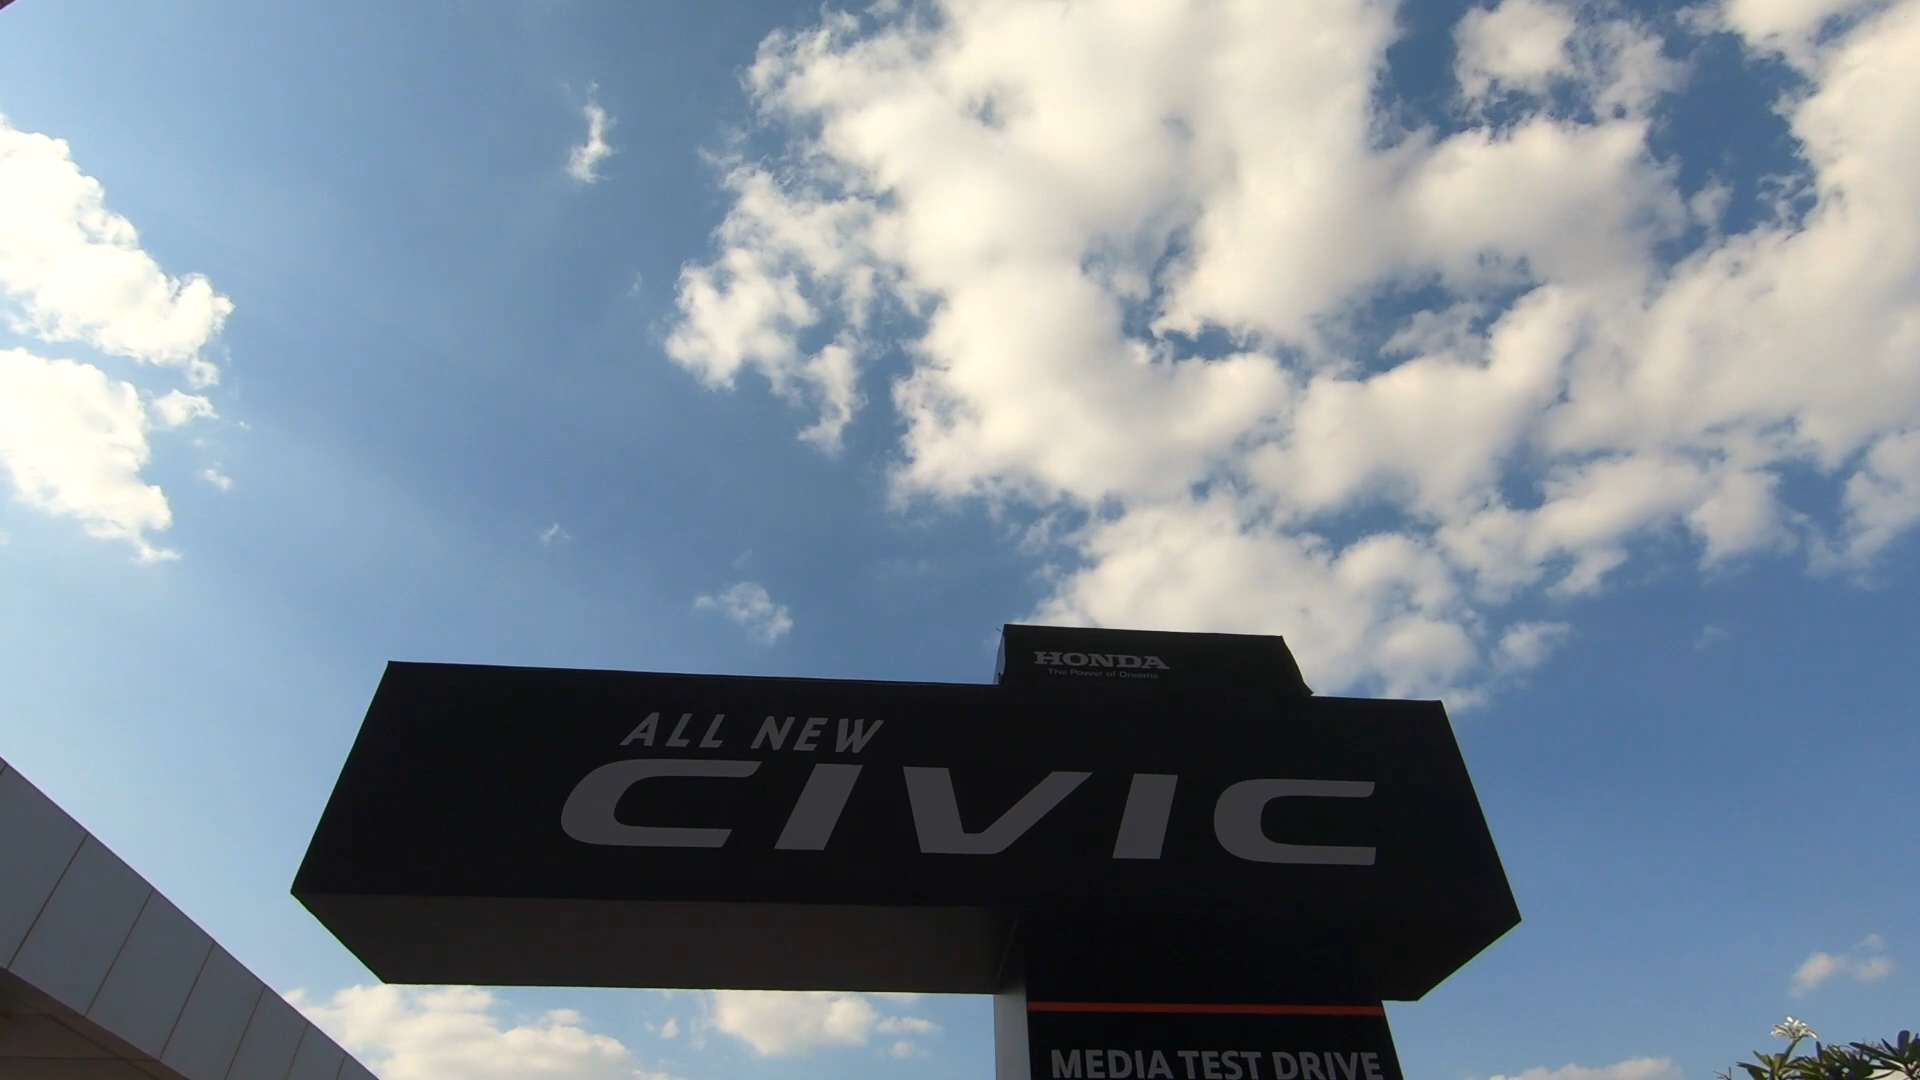 HONDA
The Power of Dreams
ALL NEW
CIVIC
MEDIA TEST DRIVE